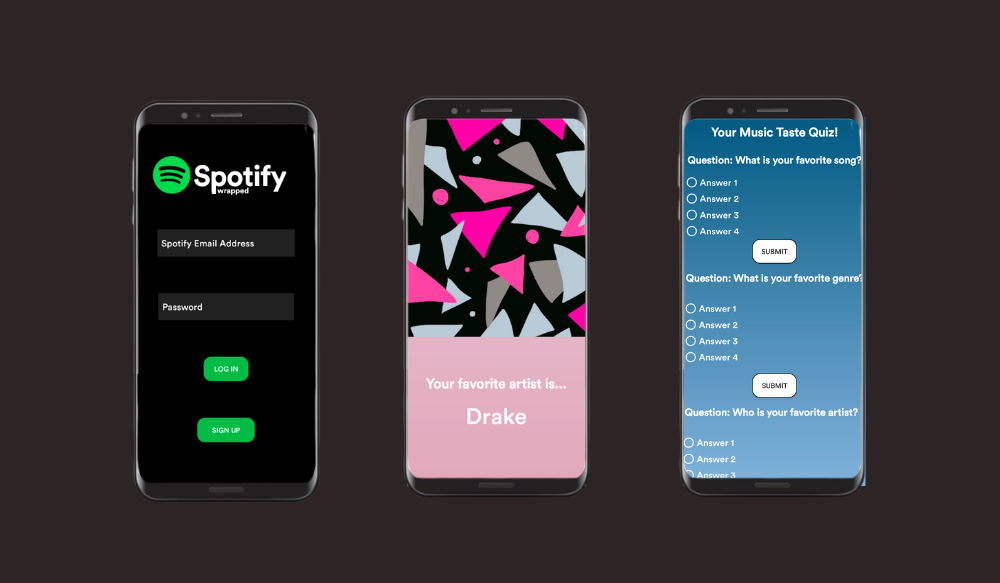 Spotify
wrapped
Spotify Email Address
Password
LOG IN
SIGN UP
Your favorite artist is...
Drake
Your Music Taste Quiz!
Question: What is your favorite song?
Answer 1
Answer 2
Answer 3
Answer 4
SUBMIT
Question: What is your favorite genre?
Answer 1
Answer 2
Answer 3
Answer 4
SUBMIT
Question: Who is your favorite artist?
Answer 1
Answer 2
Answer 3